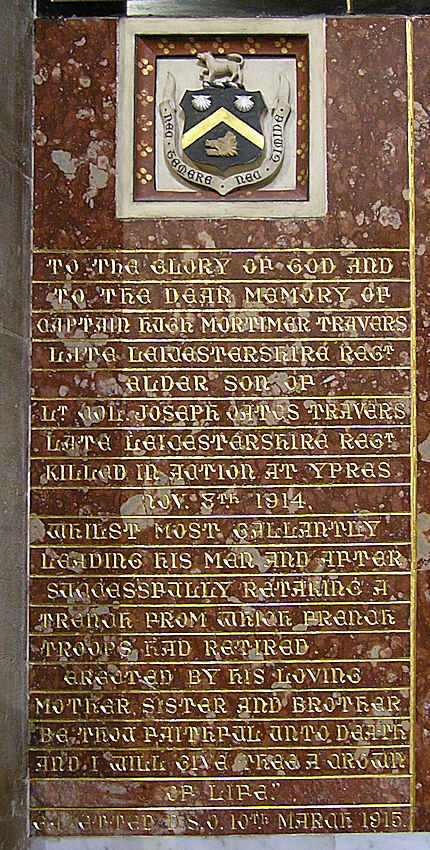 NEC TEMERE NEC TIMIDE
TO THE GLORY OF GOD AND
TO THE DEAR MEMORY OF
CAPTAIN HUGH MORTIMER TRAVERS
LATE LEICESTERSHIRE REGT
ELDER SON OF
LT COL. JOSEPH OATES TRAVERS
LATE LEICESTERSHIRE REGT
KILLED IN ACTION AT YPRES
NOV. 8TH 1914.
WHILST MOST GALLANTLY
LEADING HIS MEN AND AFTER
SUCCESSFULLY RETAKING A
TRENCH FROM WHICH FRENCH
TROOPS HAD RETIRED.
ERECTED BY HIS LOVING
MOTHER, SISTER AND BROTHER
BE THOU FAITHFUL UNTO DEATH
AND I WILL GIVE THEE A CROWN
OF LIFE."
GAZETTED D.S.O. 10TH MARCH 1915.